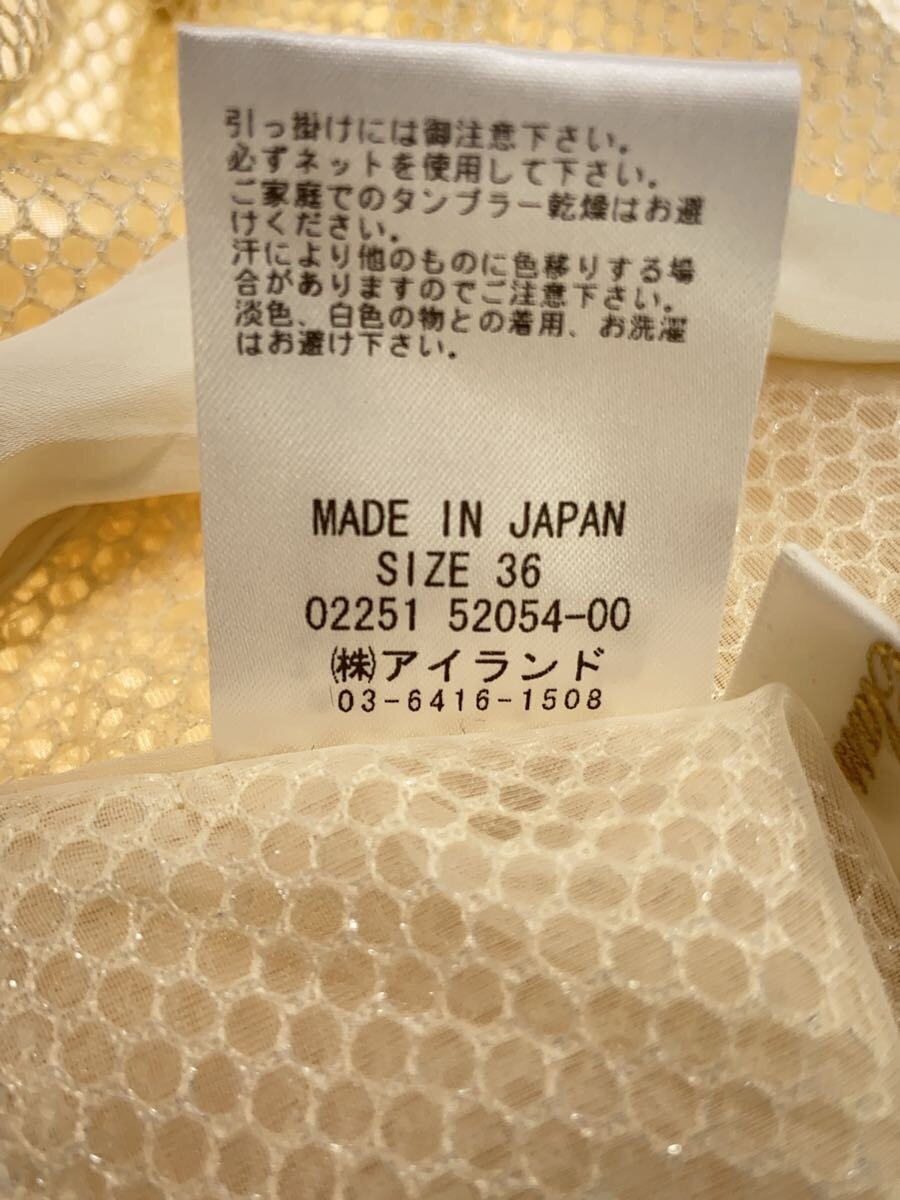 引っ掛けには御注意下さい。
必ずネットを使用して下さい。
ご家庭でのタンブラー乾燥はお避
けください。
汗により他のものに色移りする場
合がありますのでご注意下さい。
淡色、白色の物との着用、お洗濯
はお避け下さい。
MADE IN JAPAN
SIZE 36
02251 52054-00
㈱アイランド
03-6416-1508